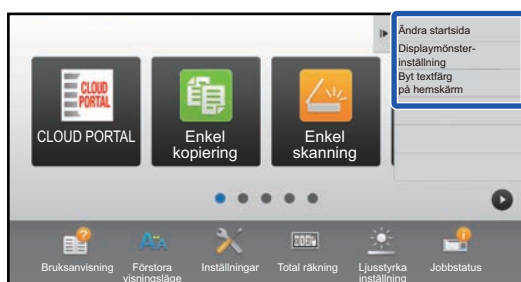 Ändra startsida
Displaymönster-
inställning
Byt textfärg
på hemskärm
CLOUD
PORTAL
CLOUD PORTAL
Enkel
kopiering
Enkel
skanning
Bruksanvisning
Förstora
visningsläge
Inställningar
Total räkning
Ljusstyrka
inställning
Jobbstatus